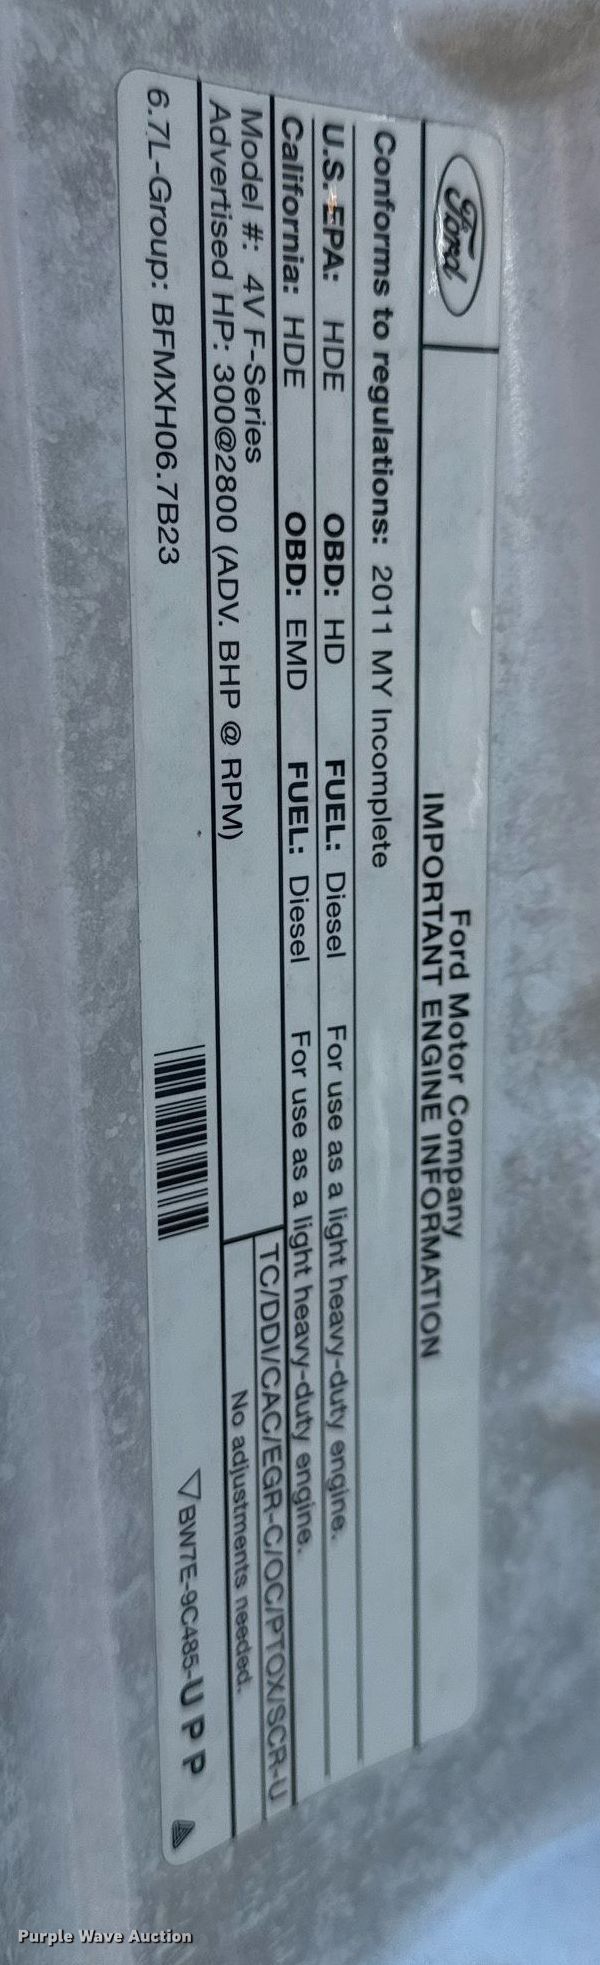 Ford
Ford Motor Company
IMPORTANT ENGINE INFORMATION
Conforms to regulations: 2011 MY Incomplete
U.S. EPA: HDE OBD: HD FUEL: Diesel For use as a light heavy-duty engine.
California: HDE OBD: EMD FUEL: Diesel For use as a light heavy-duty engine.
Model #: 4V F-Series
TC/DDI/CAC/EGR-C/OC/PTOX/SCR-U
Advertised HP: 300@2800 (ADV. BHP @ RPM)
No adjustments needed.
6.7L-Group: BFMXH06.7B23
BW7E-9C485-U P P
Purple Wave Auction